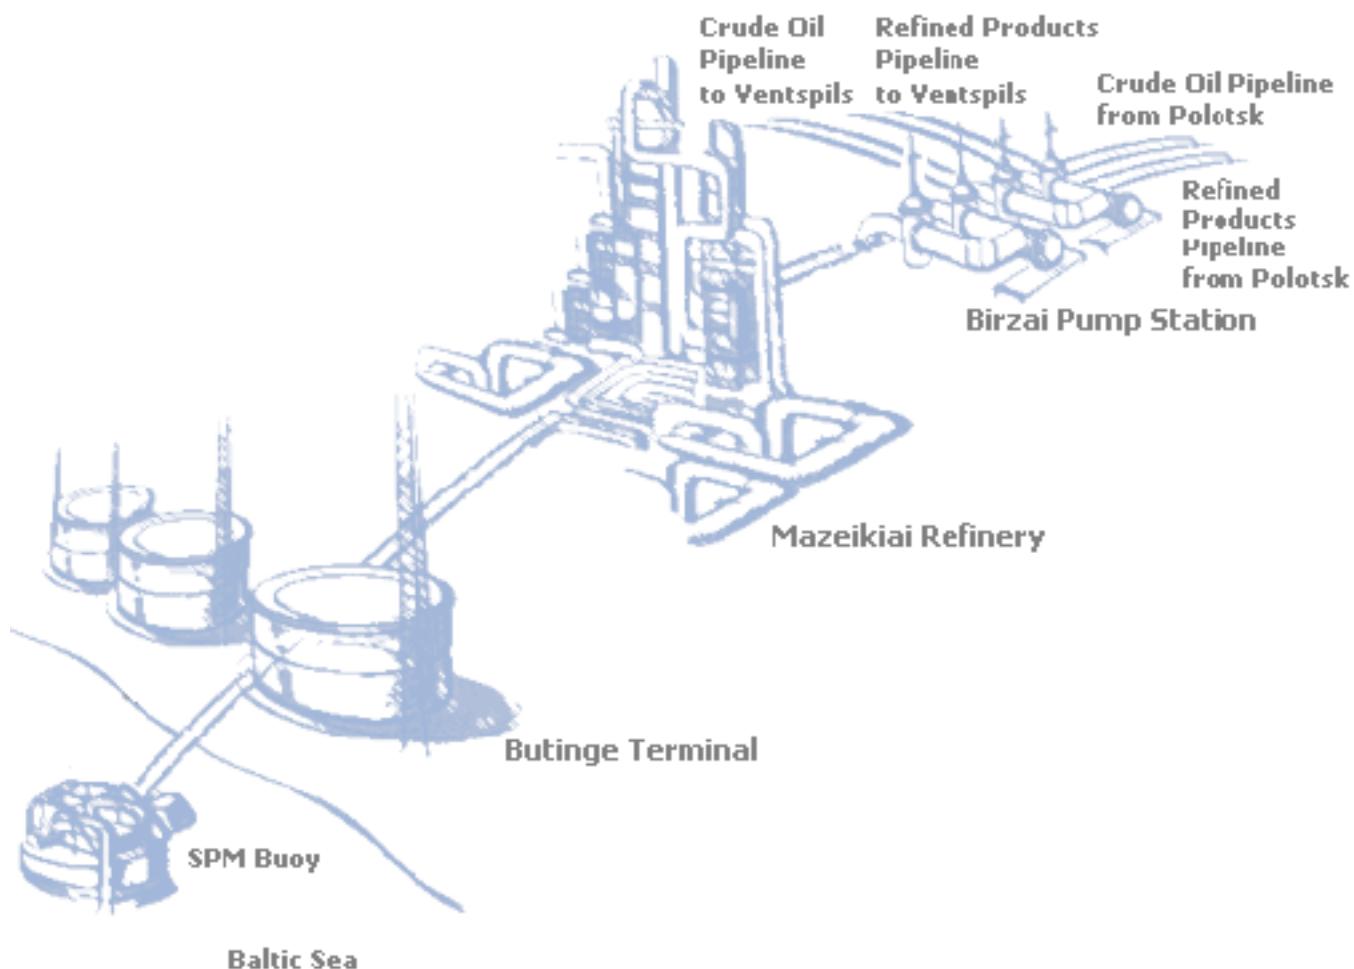 Crude Oil
Pipeline
to Ventspils
Refined Products
Pipeline
to Ventspils
Crude Oil Pipeline
from Polotsk
Refined
Products
Pipeline
from Polotsk
Birzai Pump Station
Mazeikiai Refinery
Butinge Terminal
SPM Buoy
Baltic Sea